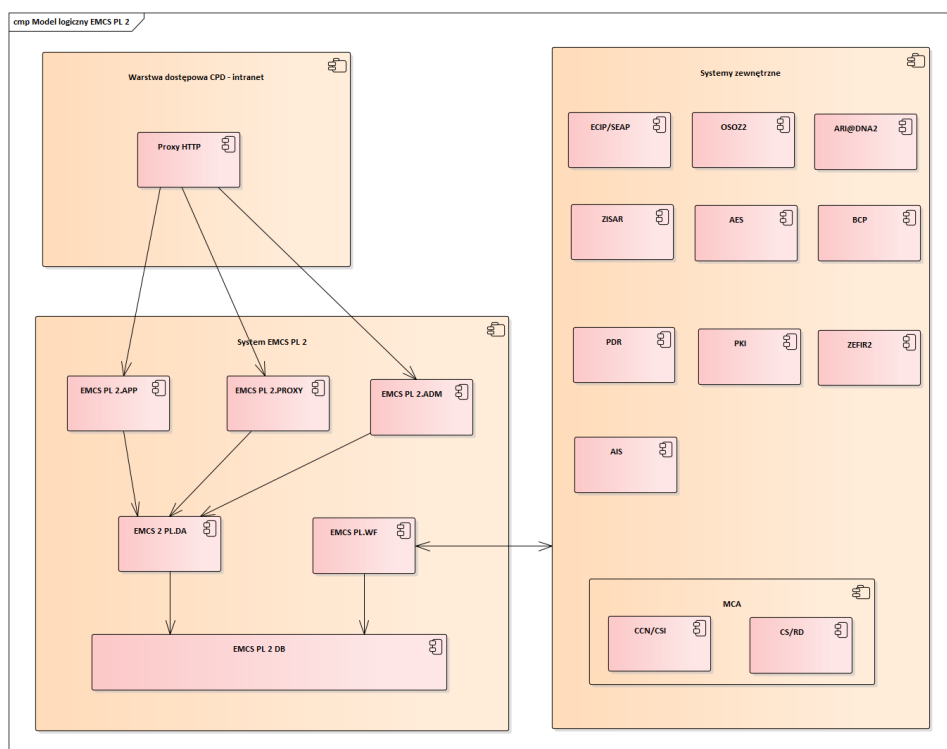 cmp Model logiczny EMCS PL 2
Warstwa dostępowa CPD - intranet
Proxy HTTP
System EMCS PL 2
EMCS PL 2.APP
EMCS PL 2.PROXY
EMCS PL 2.ADM
EMCS 2 PL.DA
EMCS PL.WF
EMCS PL 2 DB
Systemy zewnętrzne
ECIP/SEAP
OSOZ2
ARI@DNA2
ZISAR
AES
BCP
PDR
PKI
ZEFIR2
AIS
MCA
CCN/CSI
CS/RD